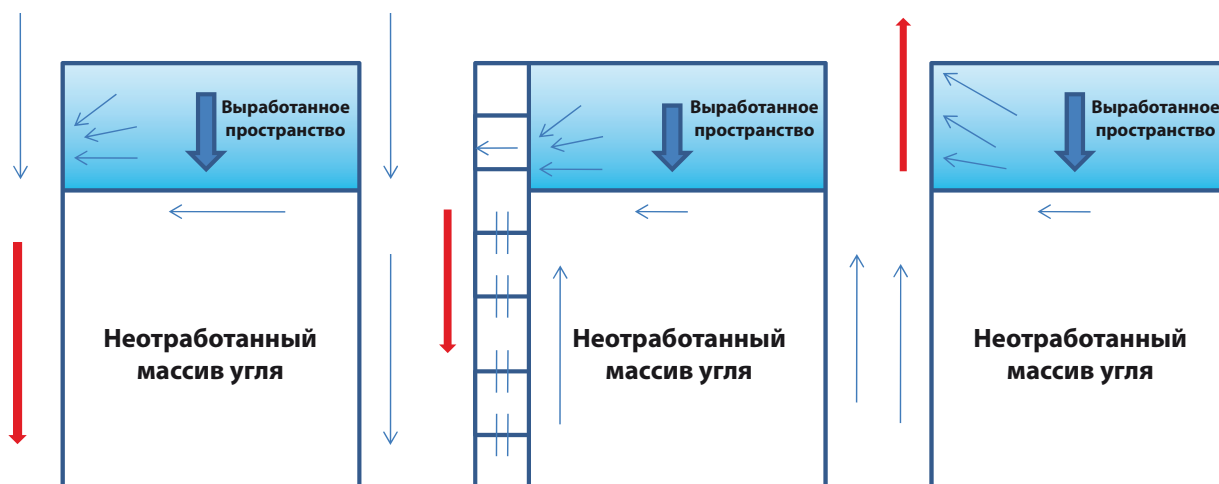 Выработанное
пространство
Неотработанный
массив угля
Выработанное
пространство
Неотработанный
массив угля
Выработанное
пространство
Неотработанный
массив угля